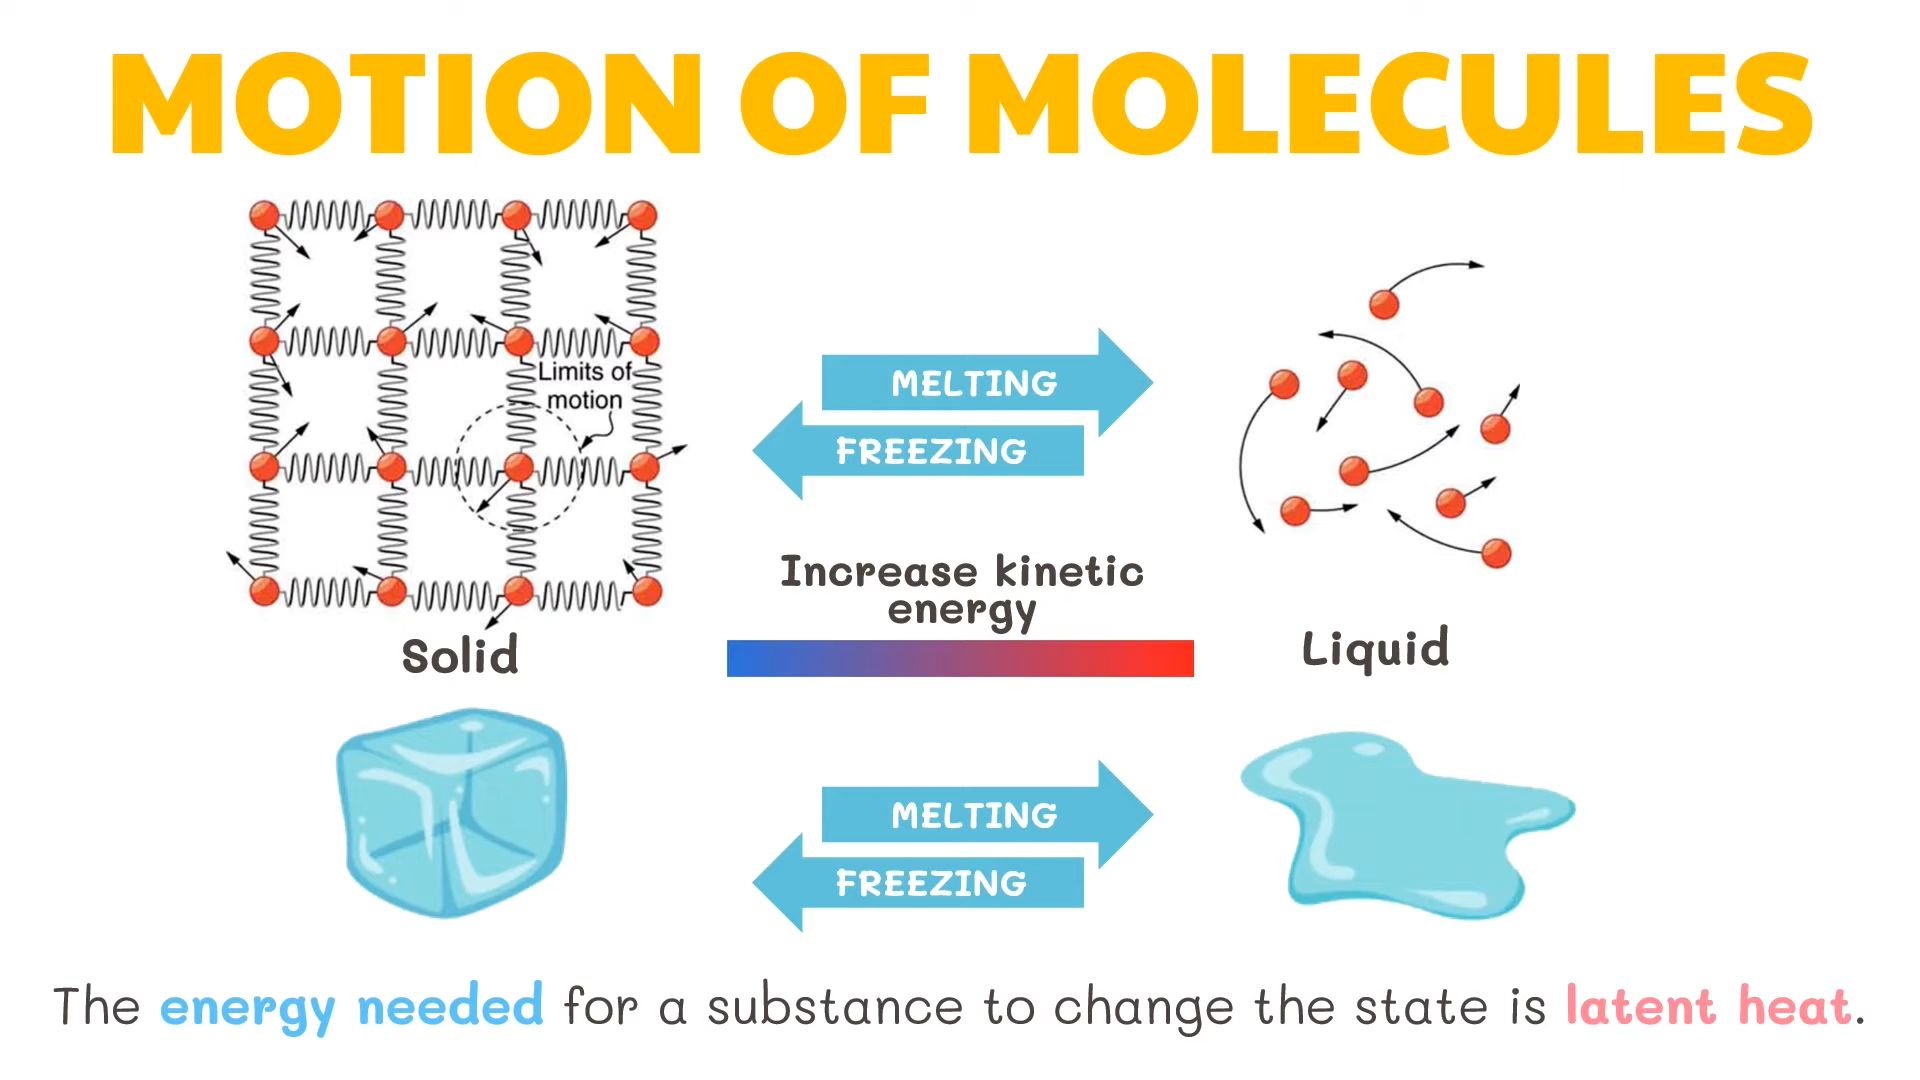 MOTION OF MOLECULES
Limits of
motion
MELTING
FREEZING
Increase kinetic
energy
Solid
Liquid
MELTING
FREEZING
The energy needed for a substance to change the state is latent heat.